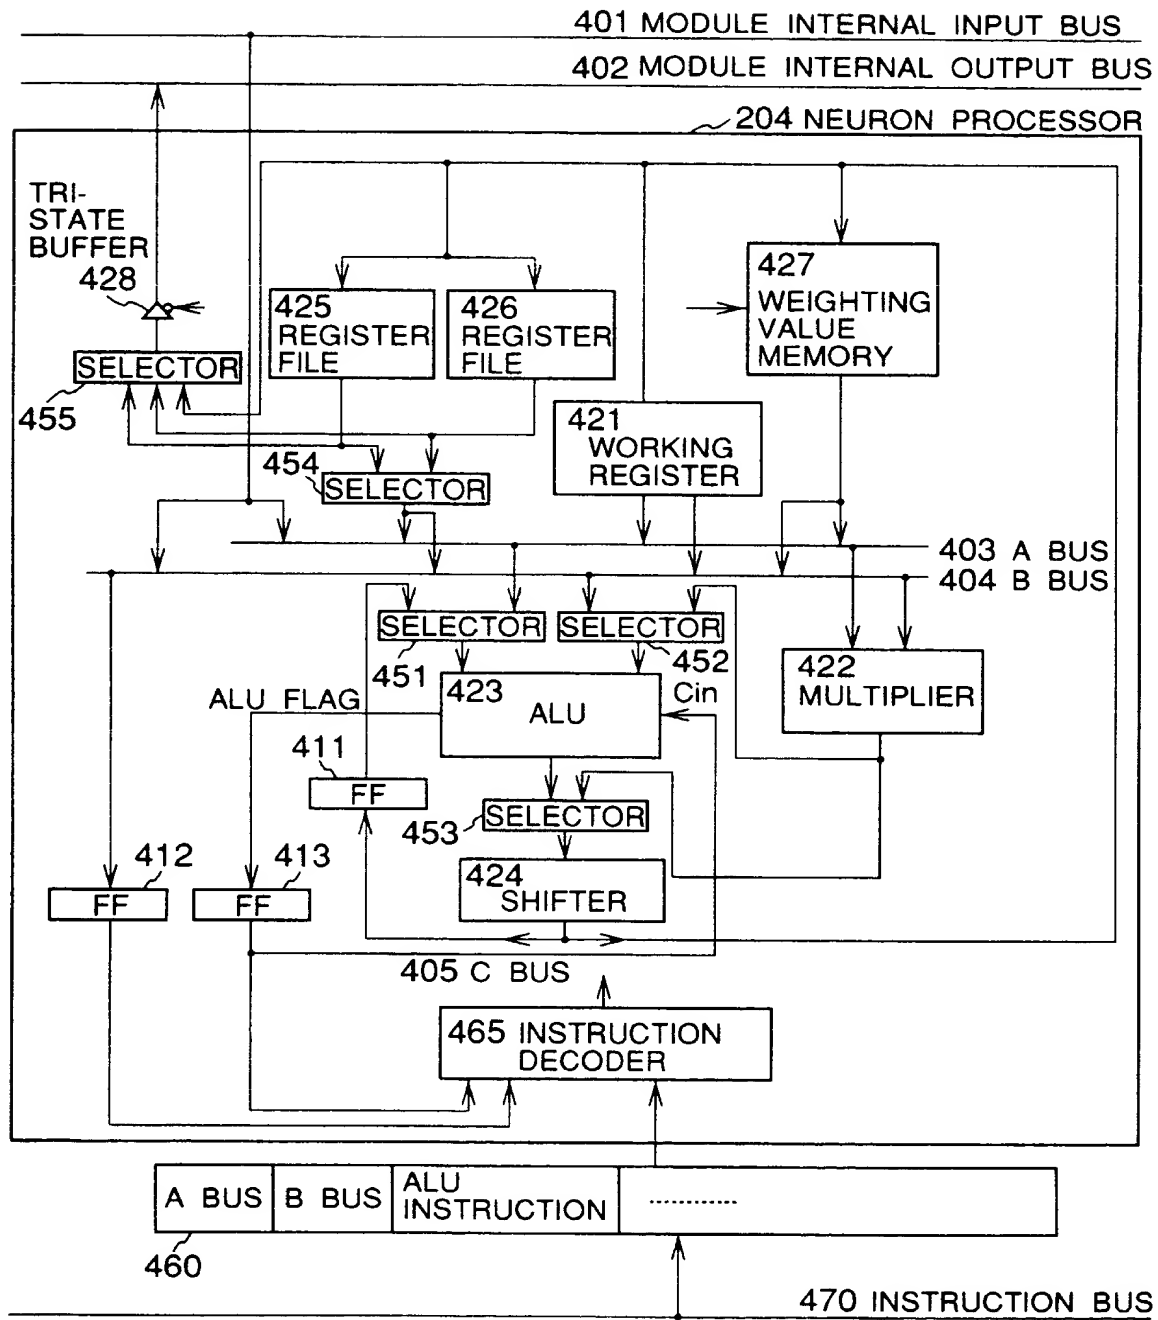 401 MODULE INTERNAL INPUT BUS
402 MODULE INTERNAL OUTPUT BUS
204 NEURON PROCESSOR
TRI-
STATE
BUFFER
428
SELECTOR
455
425
REGISTER
FILE
426
REGISTER
FILE
427
WEIGHTING
VALUE
MEMORY
421
WORKING
REGISTER
454
SELECTOR
403 A BUS
404 B BUS
SELECTOR
451
SELECTOR
452
422
MULTIPLIER
ALU FLAG
423
ALU
Cin
411
FF
SELECTOR
453
424
SHIFTER
412
FF
413
FF
405 C BUS
465 INSTRUCTION
DECODER
A BUS
B BUS
ALU
INSTRUCTION
............
460
470 INSTRUCTION BUS